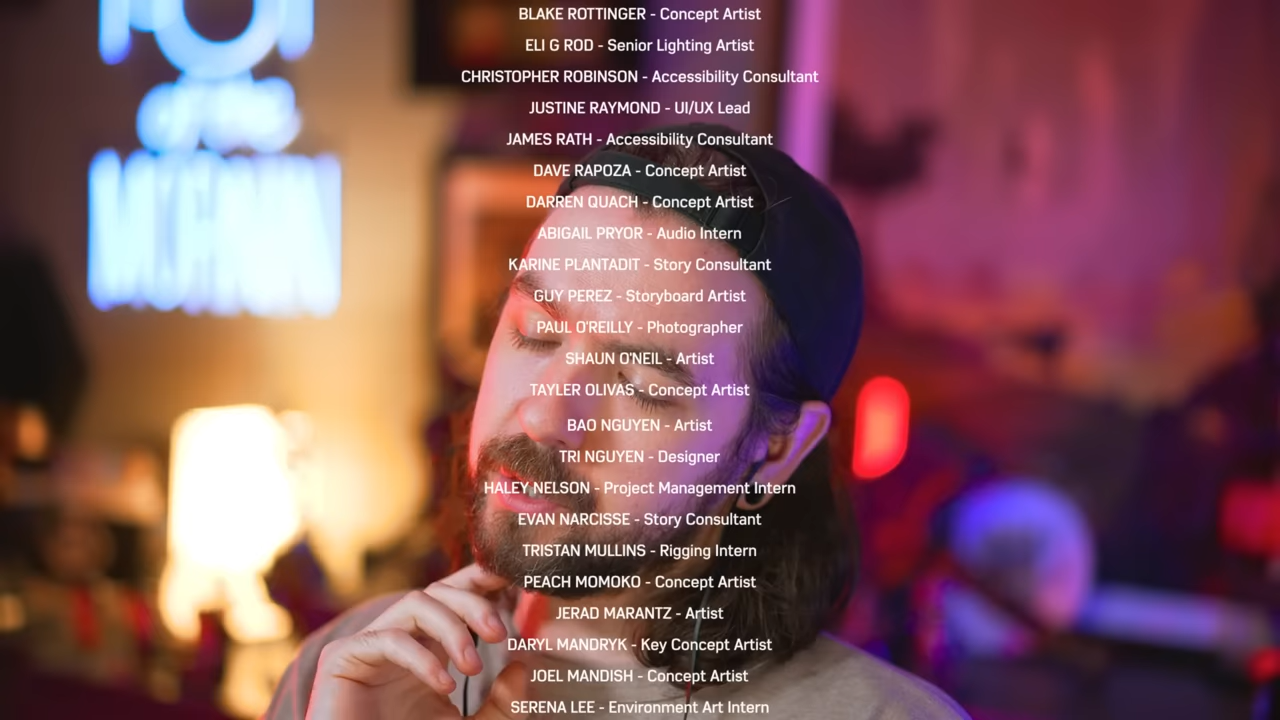 of the
BLAKE ROTTINGER - Concept Artist
ELI G ROD - Senior Lighting Artist
CHRISTOPHER ROBINSON - Accessibility Consultant
JUSTINE RAYMOND - UI/UX Lead
JAMES RATH - Accessibility Consultant
DAVE RAPOZA - Concept Artist
DARREN QUACH - Concept Artist
ABIGAIL PRYOR - Audio Intern
KARINE PLANTADIT - Story Consultant
GUY PEREZ - Storyboard Artist
PAUL O'REILLY - Photographer
SHAUN O'NEIL - Artist
TAYLER OLIVAS - Concept Artist
BAO NGUYEN - Artist
TRI NGUYEN - Designer
HALEY NELSON - Project Management Intern
EVAN NARCISSE - Story Consultant
TRISTAN MULLINS - Rigging Intern
PEACH MOMOKO - Concept Artist
JERAD MARANTZ - Artist
DARYL MANDRYK - Key Concept Artist
JOEL MANDISH - Concept Artist
SERENA LEE - Environment Art Intern